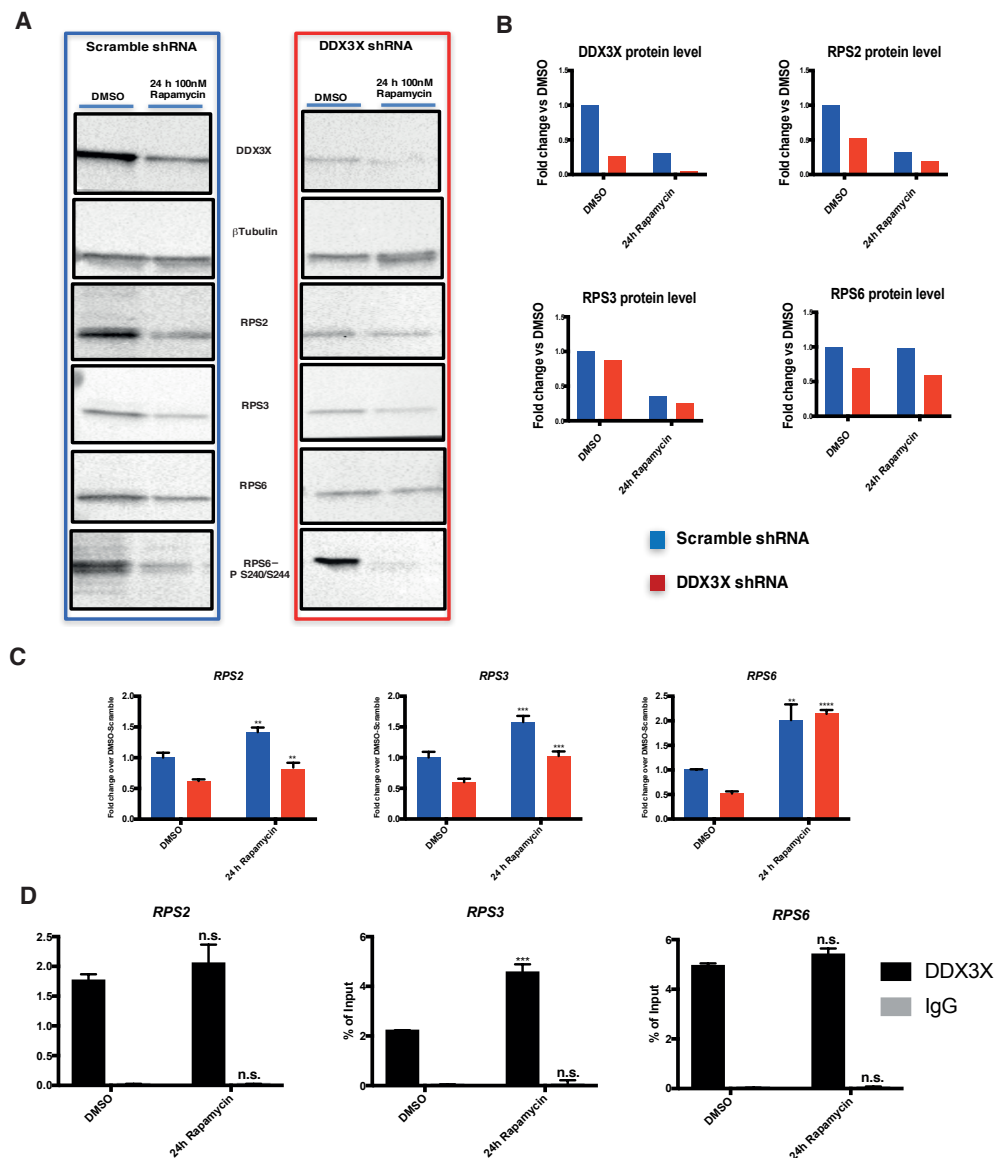 A
Scramble shRNA
DDX3X shRNA
DMSO
24 h 100nM
Rapamycin
DMSO
24 h 100nM
Rapamycin
DDX3X
βTubulin
RPS2
RPS3
RPS6
RPS6–
P S240/S244
B
DDX3X protein level
Fold change vs DMSO
1.5
1.0
0.5
0.0
DMSO
24h Rapamycin
RPS2 protein level
Fold change vs DMSO
1.5
1.0
0.5
0.0
DMSO
24h Rapamycin
RPS3 protein level
Fold change vs DMSO
1.5
1.0
0.5
0.0
DMSO
24h Rapamycin
RPS6 protein level
Fold change vs DMSO
1.5
1.0
0.5
0.0
DMSO
24h Rapamycin
Scramble shRNA
DDX3X shRNA
C
RPS2
Fold change over DMSO-Scramble
2.0
1.5
1.0
0.5
0.0
**
**
DMSO
24 h Rapamycin
RPS3
Fold change over DMSO-Scramble
2.0
1.5
1.0
0.5
0.0
***
***
DMSO
24 h Rapamycin
RPS6
Fold change over DMSO-Scramble
2.5
2.0
1.5
1.0
0.5
0.0
**
****
DMSO
24 h Rapamycin
D
RPS2
2.5
2.0
1.5
1.0
0.5
0.0
n.s.
n.s.
DMSO
24h Rapamycin
RPS3
% of Input
6
4
2
0
***
n.s.
DMSO
24h Rapamycin
RPS6
% of Input
6
4
2
0
n.s.
n.s.
DMSO
24h Rapamycin
DDX3X
IgG